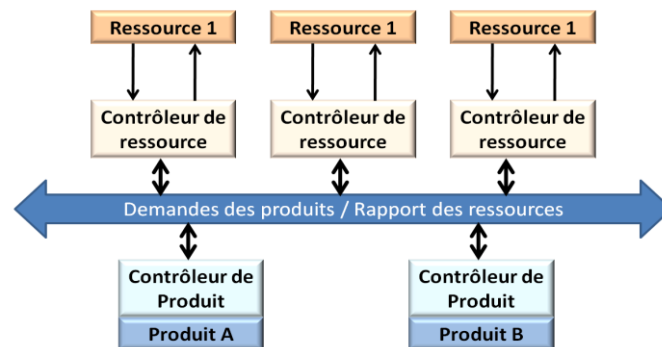 Ressource 1
Ressource 1
Ressource 1
Contrôleur de
ressource
Contrôleur de
ressource
Contrôleur de
ressource
Demandes des produits / Rapport des ressources
Contrôleur de
Produit
Produit A
Contrôleur de
Produit
Produit B